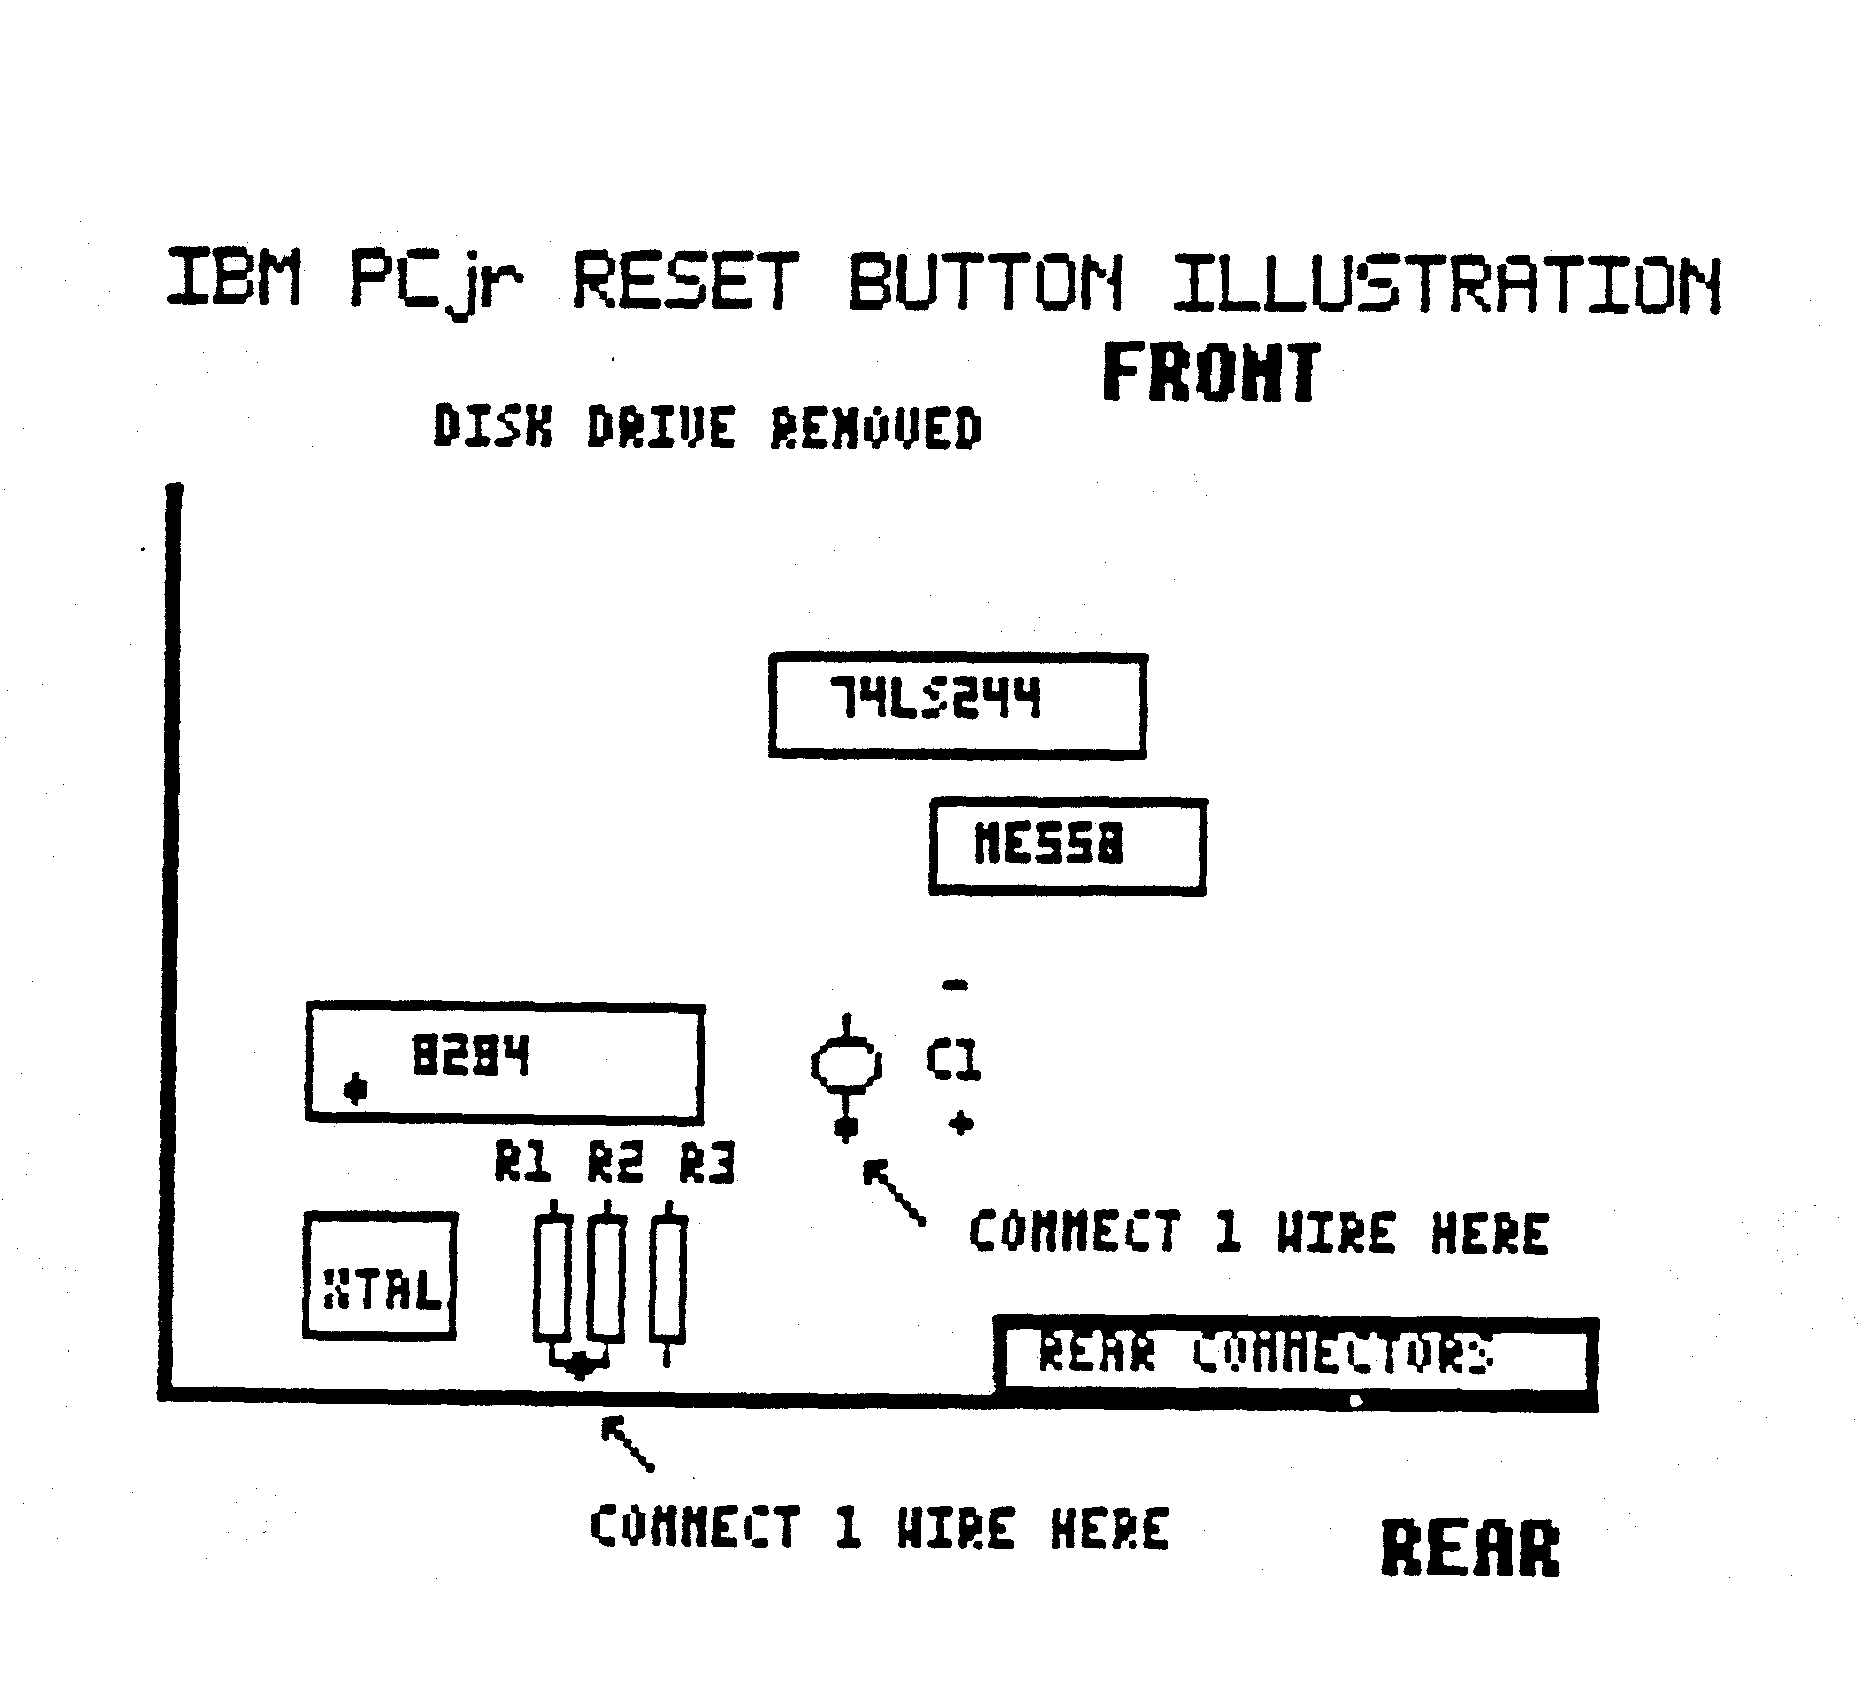 IBM PCjr RESET BUTTON ILLUSTRATION
FRONT
DISK DRIVE REMOVED
74LS244
NE558
-
8284
C1
+
R1 R2 R3
CONNECT 1 WIRE HERE
XTAL
REAR CONNECTORS
CONNECT 1 WIRE HERE
REAR